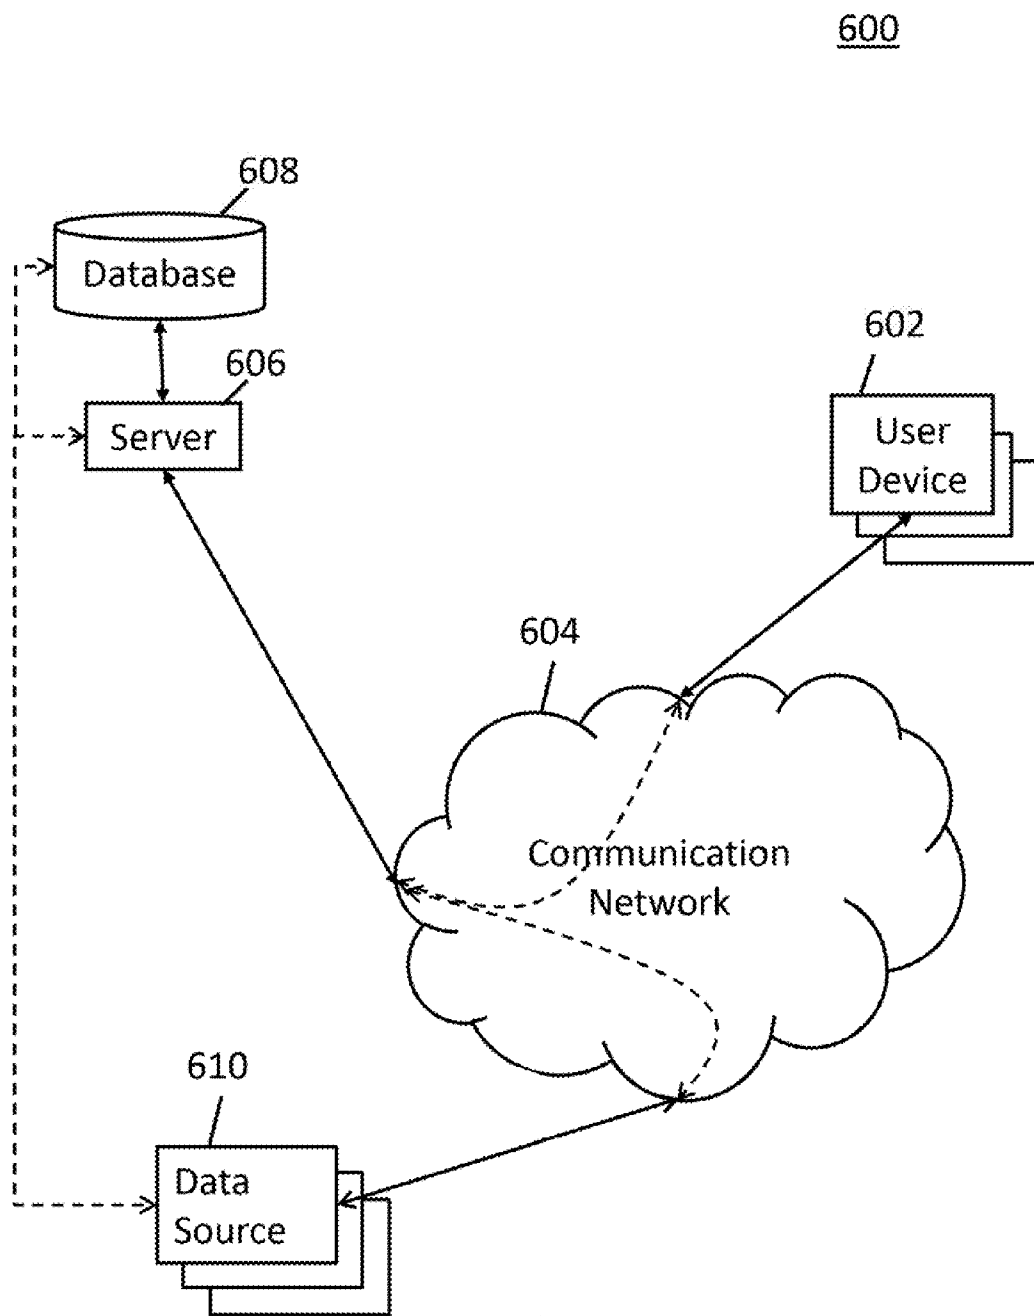 600
608
Database
606
Server
602
User
Device
604
Communication
Network
610
Data
Source